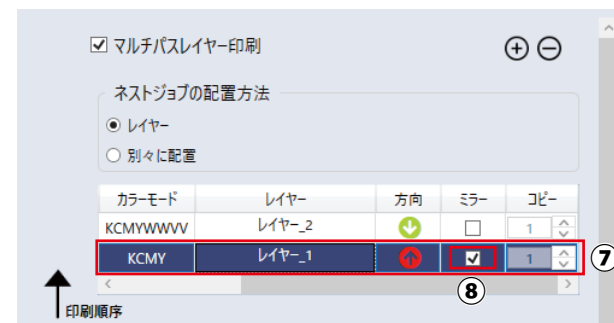 マルチパスレイヤー印刷
ネストジョブの配置方法
レイヤー
別々に配置
カラーモード レイヤー 方向 ミラー コピー
KCMYWWVV レイヤー_2 1
KCMY レイヤー_1 1
⑦
⑧
印刷順序